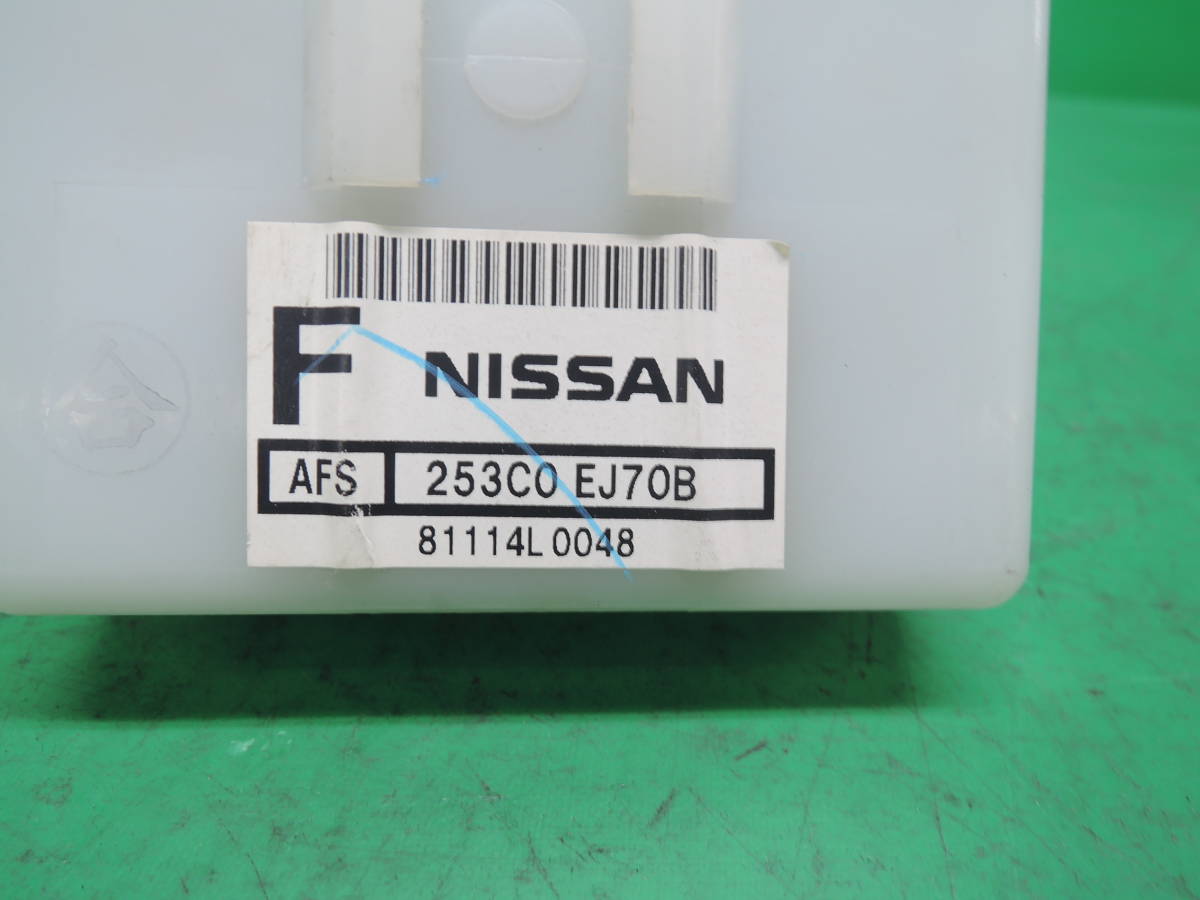 F NISSAN
AFS 253C0 EJ70B
81114L 0048